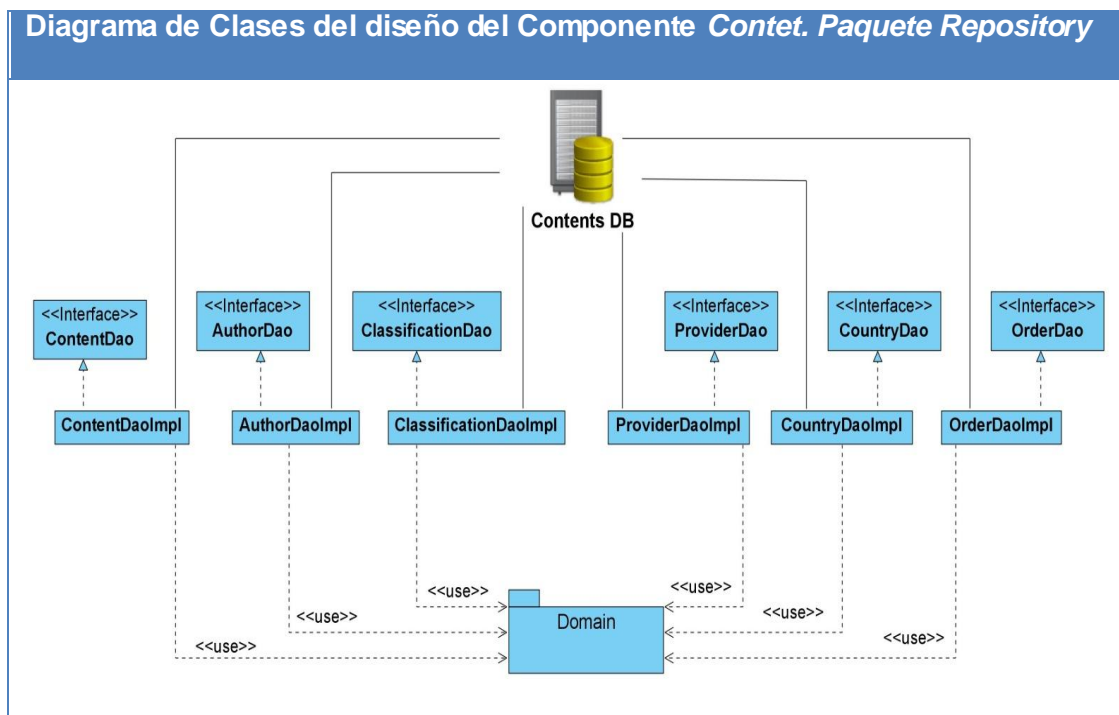 Diagrama de Clases del diseño del Componente Contet. Paquete Repository
Contents DB
<<Interface>>
ContentDao
<<Interface>>
AuthorDao
<<Interface>>
ClassificationDao
<<Interface>>
ProviderDao
<<Interface>>
CountryDao
<<Interface>>
OrderDao
ContentDaoImpl
AuthorDaoImpl
ClassificationDaoImpl
ProviderDaoImpl
CountryDaoImpl
OrderDaoImpl
<<use>>
<<use>>
<<use>>
<<use>>
<<use>>
<<use>>
Domain